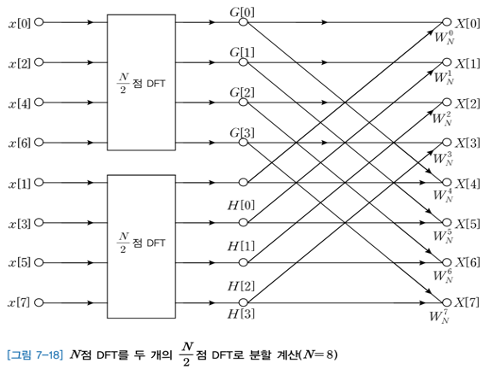 x[0]
x[2]
x[4]
x[6]
x[1]
x[3]
x[5]
x[7]
N/2 점 DFT
N/2 점 DFT
G[0]
G[1]
G[2]
G[3]
H[0]
H[1]
H[2]
H[3]
X[0]
W_N^0
X[1]
W_N^1
X[2]
W_N^2
X[3]
W_N^3
X[4]
W_N^4
X[5]
W_N^5
X[6]
W_N^6
X[7]
W_N^7
[그림 7-18] N점 DFT를 두 개의 N/2 점 DFT로 분할 계산(N=8)